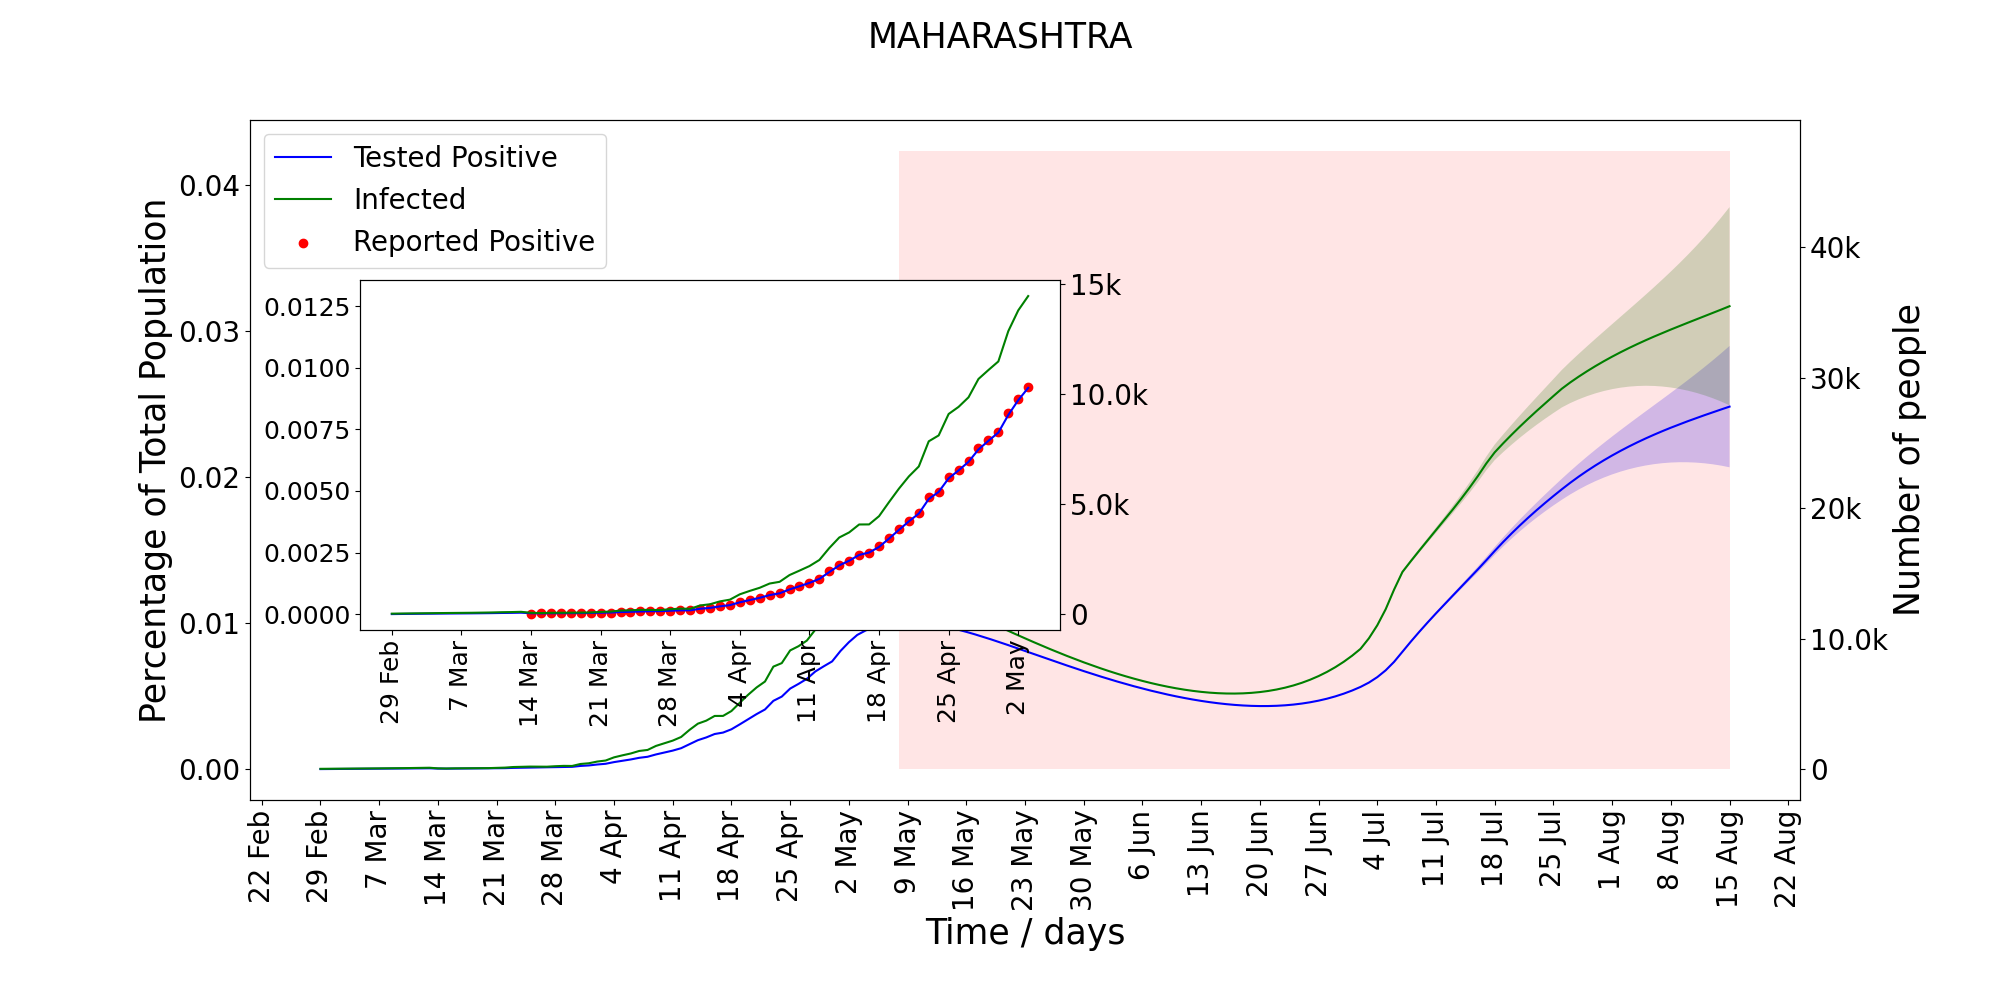 MAHARASHTRA
Tested Positive
Infected
Reported Positive
Percentage of Total Population
0.04
0.03
0.02
0.01
0.00
0.0125
0.0100
0.0075
0.0050
0.0025
0.0000
15k
10.0k
5.0k
0
29 Feb
7 Mar
14 Mar
21 Mar
28 Mar
4 Apr
11 Apr
18 Apr
25 Apr
2 May
40k
30k
20k
10.0k
0
Number of people
22 Feb
29 Feb
7 Mar
14 Mar
21 Mar
28 Mar
4 Apr
11 Apr
18 Apr
25 Apr
2 May
9 May
16 May
23 May
30 May
6 Jun
13 Jun
20 Jun
27 Jun
4 Jul
11 Jul
18 Jul
25 Jul
1 Aug
8 Aug
15 Aug
22 Aug
Time / days